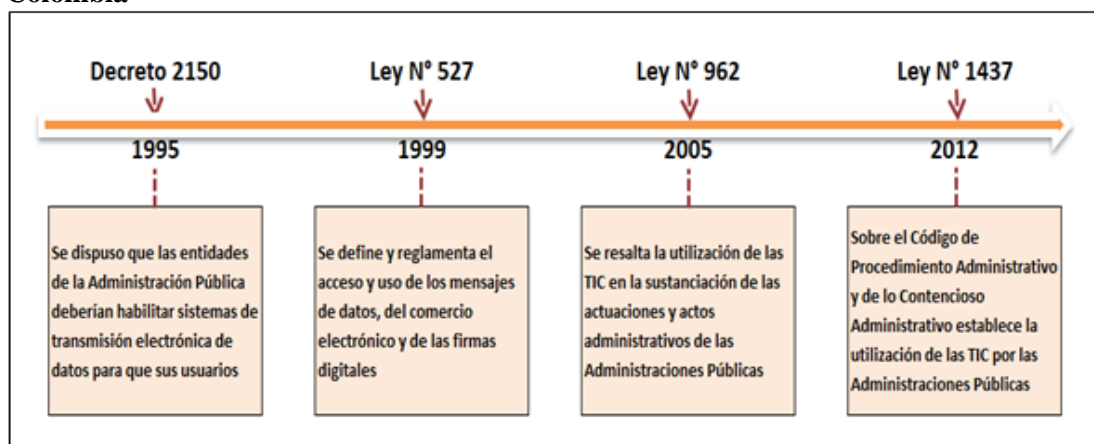 Colombia
Decreto 2150
Ley N° 527
Ley N° 962
Ley N° 1437
1995
1999
2005
2012
Se dispuso que las entidades
de la Administración Pública
deberían habilitar sistemas de
transmisión electrónica de
datos para que sus usuarios
Se define y reglamenta el
acceso y uso de los mensajes
de datos, del comercio
electrónico y de las firmas
digitales
Se resalta la utilización de las
TIC en la sustanciación de las
actuaciones y actos
administrativos de las
Administraciones Públicas
Sobre el Código de
Procedimiento Administrativo
y de lo Contencioso
Administrativo establece la
utilización de las TIC por las
Administraciones Públicas